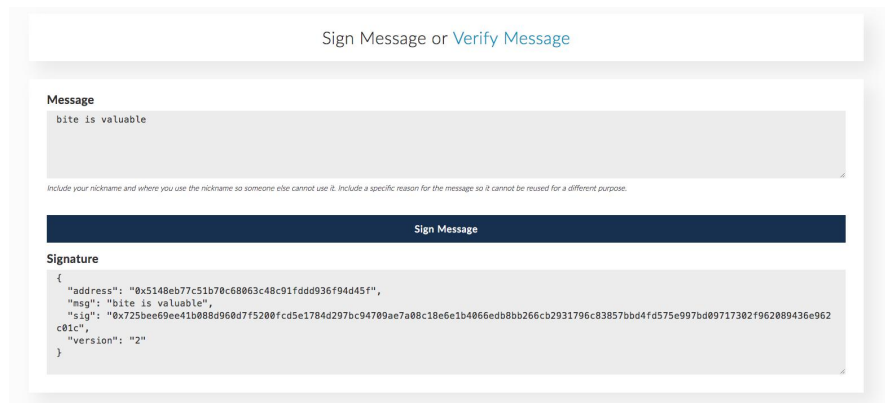 Sign Message or Verify Message
Message
bite is valuable
Include your nickname and where you use the nickname so someone else cannot use it. Include a specific reason for the message so it cannot be reused for a different purpose.
Sign Message
Signature
{
"address": "0x5148eb77c51b70c68063c48c91fddd936f94d45f",
"msg": "bite is valuable",
"sig": "0x725bee69ee41b088d960d7f5200fcd5e1784d297bc94709ae7a08c18e6e1b4066edb8bb266cb2931796c83857bbd4fd575e997bd09717302f962089436e962
c01c",
"version": "2"
}